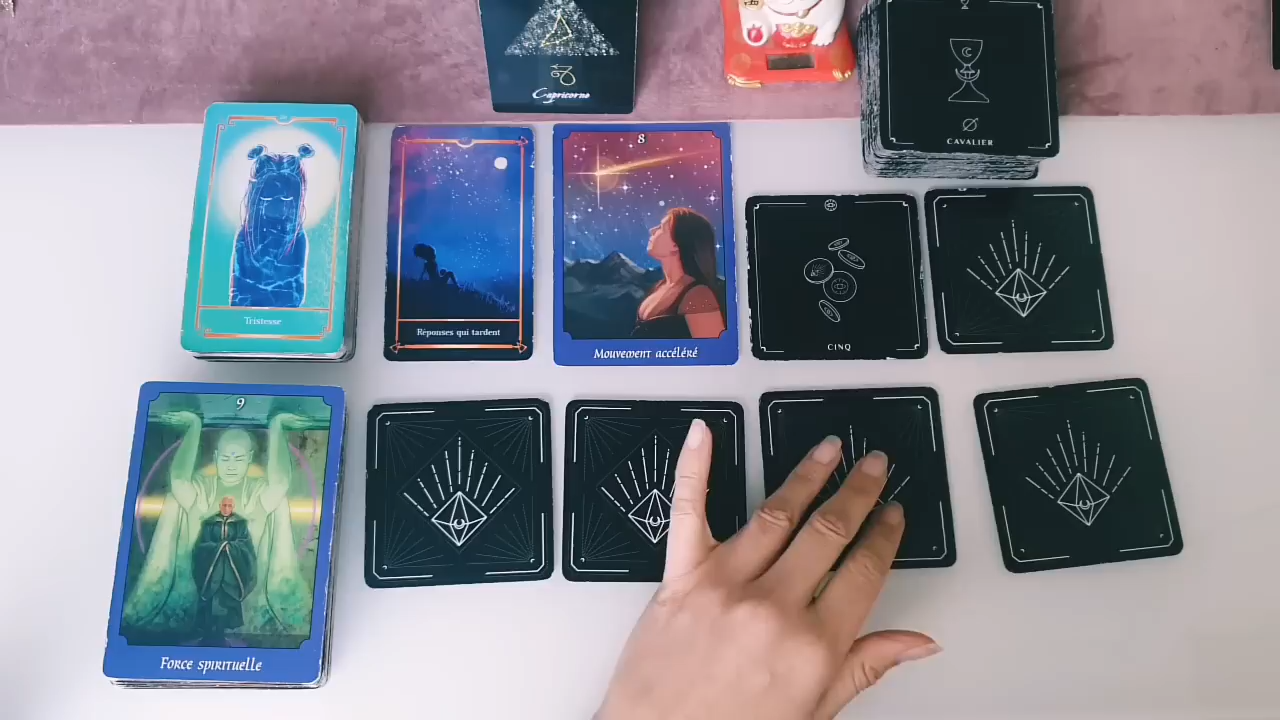 Capricorne
CAVALIER
Tristesse
Réponses qui tardent
8
Mouvement accéléré
CINQ
9
Force spirituelle